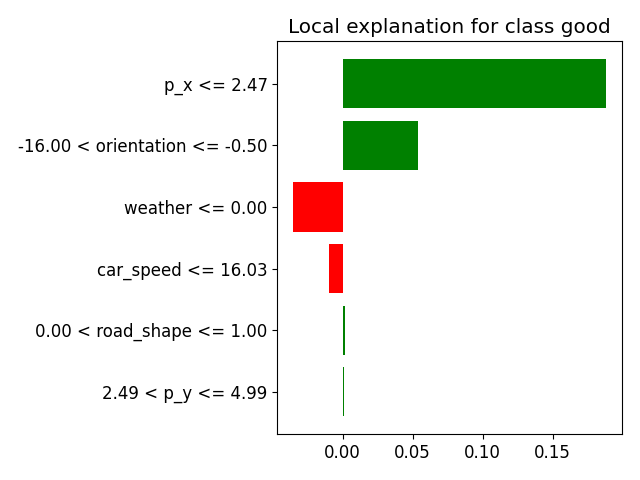 Local explanation for class good
p_x <= 2.47
-16.00 < orientation <= -0.50
weather <= 0.00
car_speed <= 16.03
0.00 < road_shape <= 1.00
2.49 < p_y <= 4.99
0.00 0.05 0.10 0.15